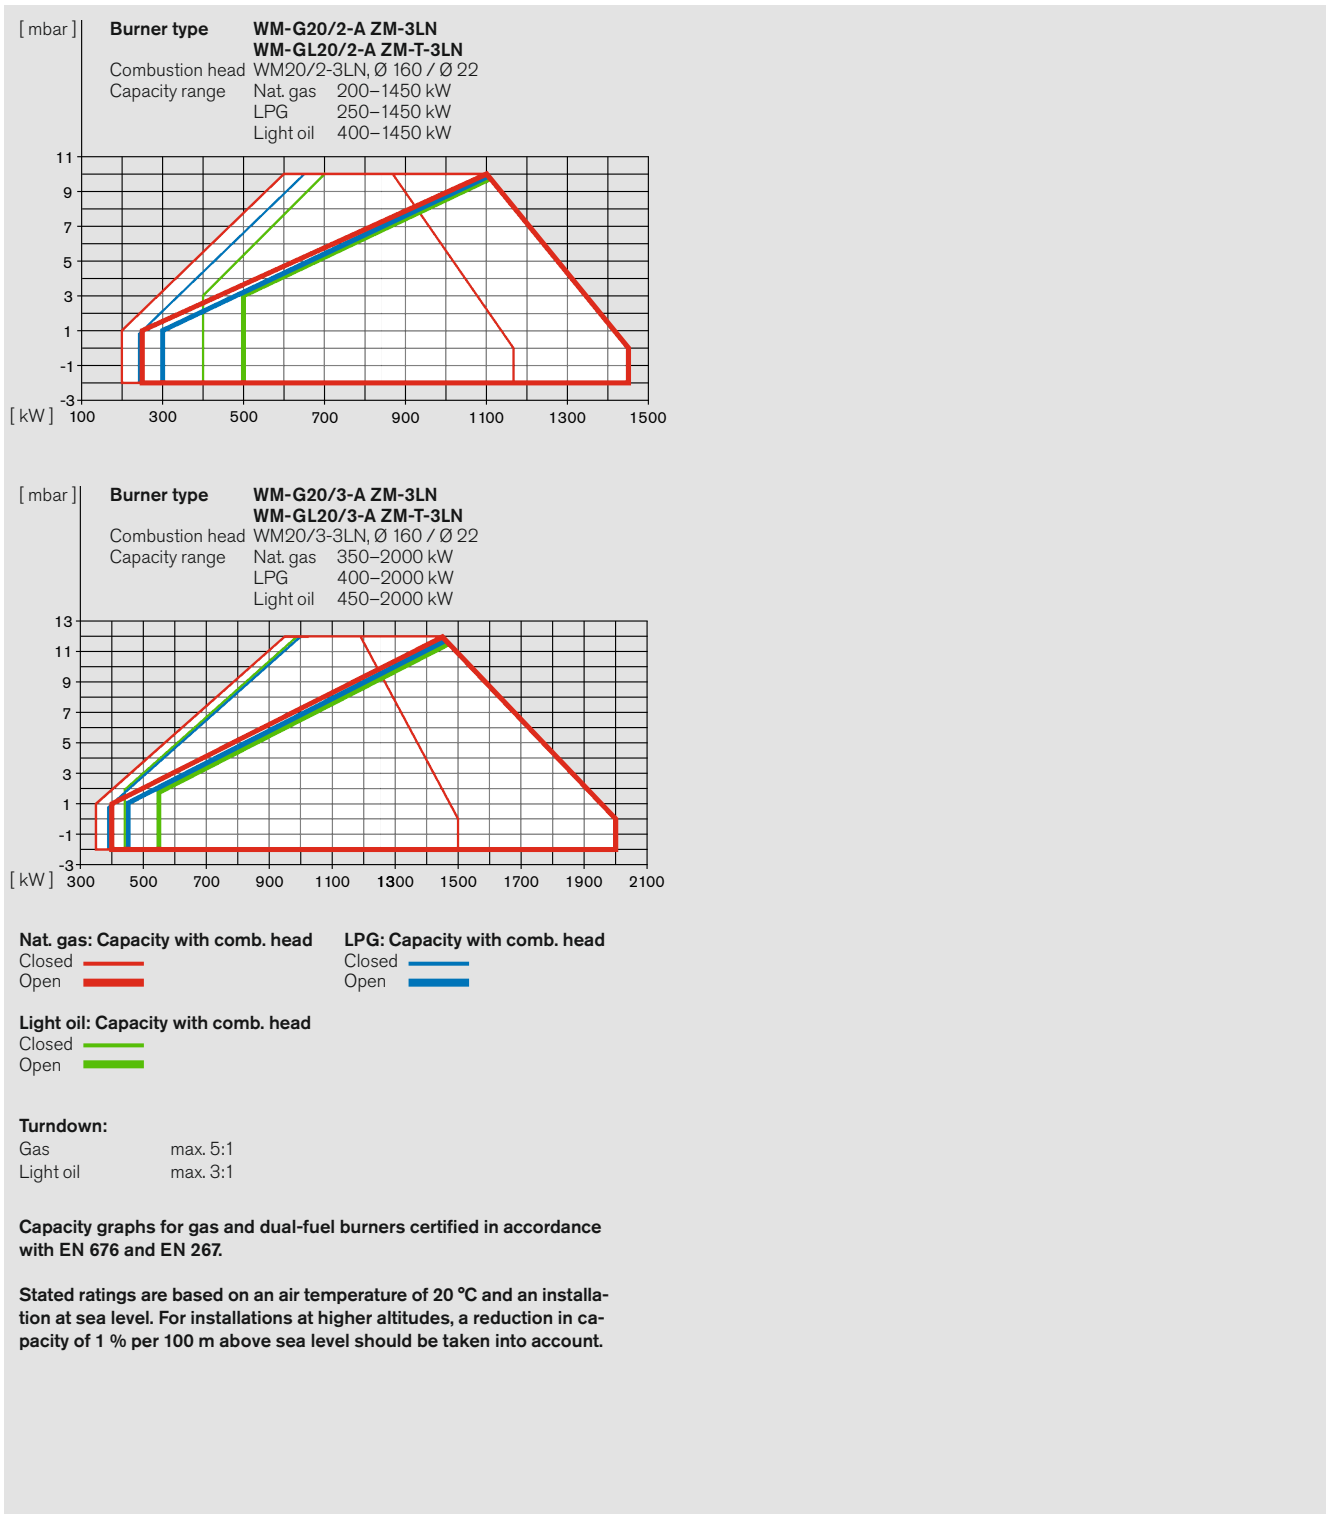 [ mbar ] Burner type WM-G20/2-A ZM-3LN
WM-GL20/2-A ZM-T-3LN
Combustion head WM20/2-3LN, Ø 160 / Ø 22
Capacity range Nat. gas 200–1450 kW
LPG 250–1450 kW
Light oil 400–1450 kW
11
9
7
5
3
1
-1
-3
[ kW ] 100 300 500 700 900 1100 1300 1500
[ mbar ] Burner type WM-G20/3-A ZM-3LN
WM-GL20/3-A ZM-T-3LN
Combustion head WM20/3-3LN, Ø 160 / Ø 22
Capacity range Nat. gas 350–2000 kW
LPG 400–2000 kW
Light oil 450–2000 kW
13
11
9
7
5
3
1
-1
-3
[ kW ] 300 500 700 900 1100 1300 1500 1700 1900 2100
Nat. gas: Capacity with comb. head LPG: Capacity with comb. head
Closed Closed
Open Open
Light oil: Capacity with comb. head
Closed
Open
Turndown:
Gas max. 5:1
Light oil max. 3:1
Capacity graphs for gas and dual-fuel burners certified in accordance
with EN 676 and EN 267.
Stated ratings are based on an air temperature of 20 °C and an installa-
tion at sea level. For installations at higher altitudes, a reduction in ca-
pacity of 1 % per 100 m above sea level should be taken into account.